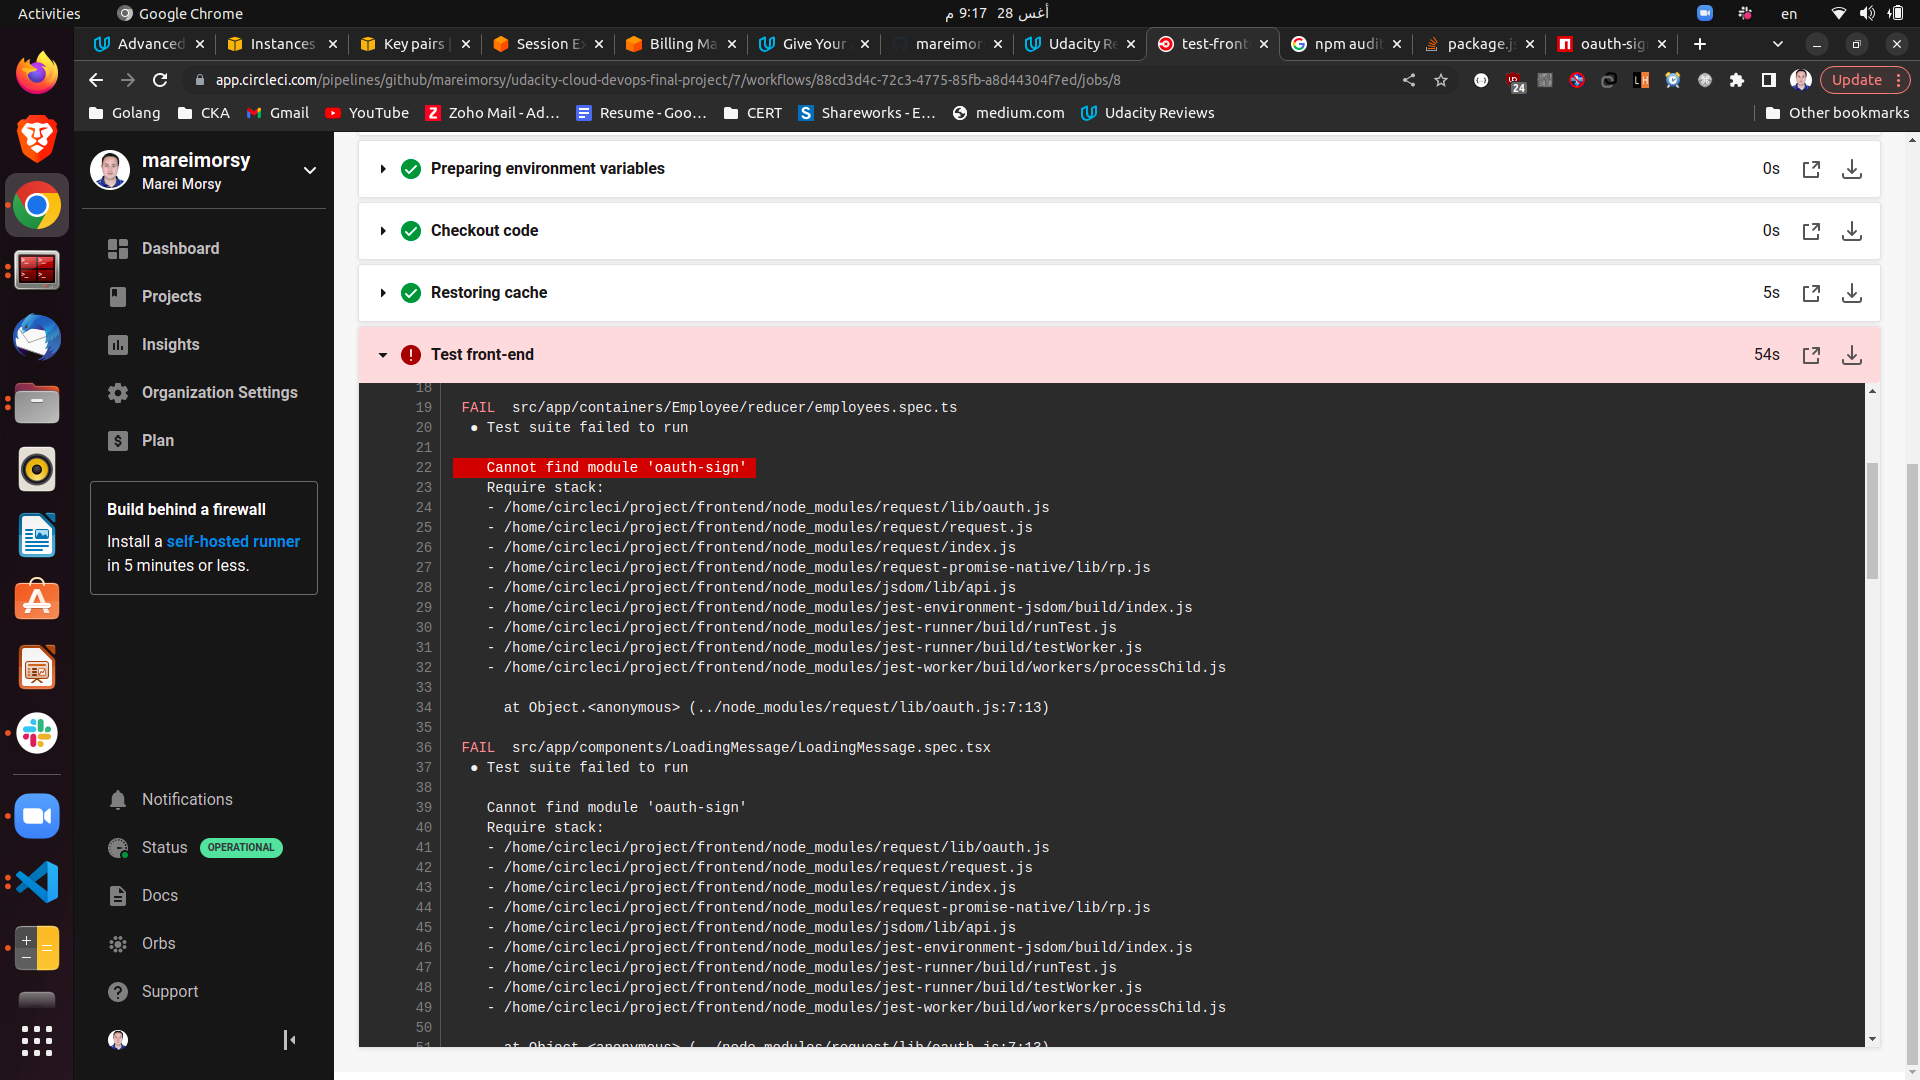 Activities
Google Chrome
28 أغس 9:17 م
en
Advanced
Instances
Key pairs |
Session Ex
Billing Ma
Give Your
mareimor
Udacity Re
test-front
npm audit
package.js
oauth-sig
app.circleci.com/pipelines/github/mareimorsy/udacity-cloud-devops-final-project/7/workflows/88cd3d4c-72c3-4775-85fb-a8d44304f7ed/jobs/8
24
Update
Golang
CKA
Gmail
YouTube
Zoho Mail - Ad…
Resume - Goo…
CERT
Shareworks - E…
medium.com
Udacity Reviews
Other bookmarks
mareimorsy
Marei Morsy
Dashboard
Projects
Insights
Organization Settings
Plan
Build behind a firewall
Install a self-hosted runner
in 5 minutes or less.
Notifications
Status OPERATIONAL
Docs
Orbs
Support
Preparing environment variables 0s
Checkout code 0s
Restoring cache 5s
Test front-end 54s
18
19 FAIL src/app/containers/Employee/reducer/employees.spec.ts
20 ● Test suite failed to run
21
22 Cannot find module 'oauth-sign'
23 Require stack:
24 - /home/circleci/project/frontend/node_modules/request/lib/oauth.js
25 - /home/circleci/project/frontend/node_modules/request/request.js
26 - /home/circleci/project/frontend/node_modules/request/index.js
27 - /home/circleci/project/frontend/node_modules/request-promise-native/lib/rp.js
28 - /home/circleci/project/frontend/node_modules/jsdom/lib/api.js
29 - /home/circleci/project/frontend/node_modules/jest-environment-jsdom/build/index.js
30 - /home/circleci/project/frontend/node_modules/jest-runner/build/runTest.js
31 - /home/circleci/project/frontend/node_modules/jest-runner/build/testWorker.js
32 - /home/circleci/project/frontend/node_modules/jest-worker/build/workers/processChild.js
33
34 at Object.<anonymous> (../node_modules/request/lib/oauth.js:7:13)
35
36 FAIL src/app/components/LoadingMessage/LoadingMessage.spec.tsx
37 ● Test suite failed to run
38
39 Cannot find module 'oauth-sign'
40 Require stack:
41 - /home/circleci/project/frontend/node_modules/request/lib/oauth.js
42 - /home/circleci/project/frontend/node_modules/request/request.js
43 - /home/circleci/project/frontend/node_modules/request/index.js
44 - /home/circleci/project/frontend/node_modules/request-promise-native/lib/rp.js
45 - /home/circleci/project/frontend/node_modules/jsdom/lib/api.js
46 - /home/circleci/project/frontend/node_modules/jest-environment-jsdom/build/index.js
47 - /home/circleci/project/frontend/node_modules/jest-runner/build/runTest.js
48 - /home/circleci/project/frontend/node_modules/jest-runner/build/testWorker.js
49 - /home/circleci/project/frontend/node_modules/jest-worker/build/workers/processChild.js
50
51 at Object.<anonymous> (../node_modules/request/lib/oauth.js:7:13)